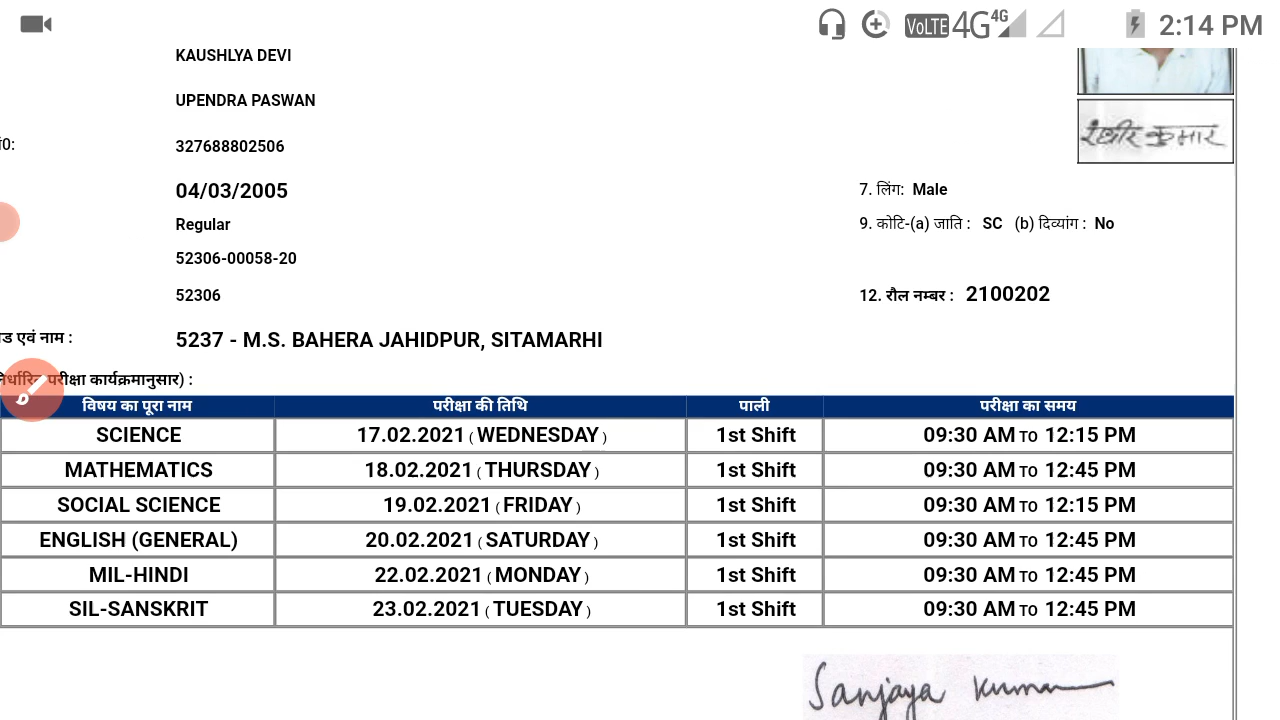 VoLTE 4G 4G 2:14 PM
KAUSHLYA DEVI
UPENDRA PASWAN
327688802506
04/03/2005
7. लिंग: Male
Regular
9. कोटि-(a) जाति : SC (b) दिव्यांग : No
52306-00058-20
52306
12. रौल नम्बर : 2100202
एवं नाम :
5237 - M.S. BAHERA JAHIDPUR, SITAMARHI
परीक्षा कार्यक्रमानुसार) :
विषय का पूरा नाम परीक्षा की तिथि पाली परीक्षा का समय
SCIENCE 17.02.2021 ( WEDNESDAY ) 1st Shift 09:30 AM TO 12:15 PM
MATHEMATICS 18.02.2021 ( THURSDAY ) 1st Shift 09:30 AM TO 12:45 PM
SOCIAL SCIENCE 19.02.2021 ( FRIDAY ) 1st Shift 09:30 AM TO 12:15 PM
ENGLISH (GENERAL) 20.02.2021 ( SATURDAY ) 1st Shift 09:30 AM TO 12:45 PM
MIL-HINDI 22.02.2021 ( MONDAY ) 1st Shift 09:30 AM TO 12:45 PM
SIL-SANSKRIT 23.02.2021 ( TUESDAY ) 1st Shift 09:30 AM TO 12:45 PM
Sanjaya Kumar